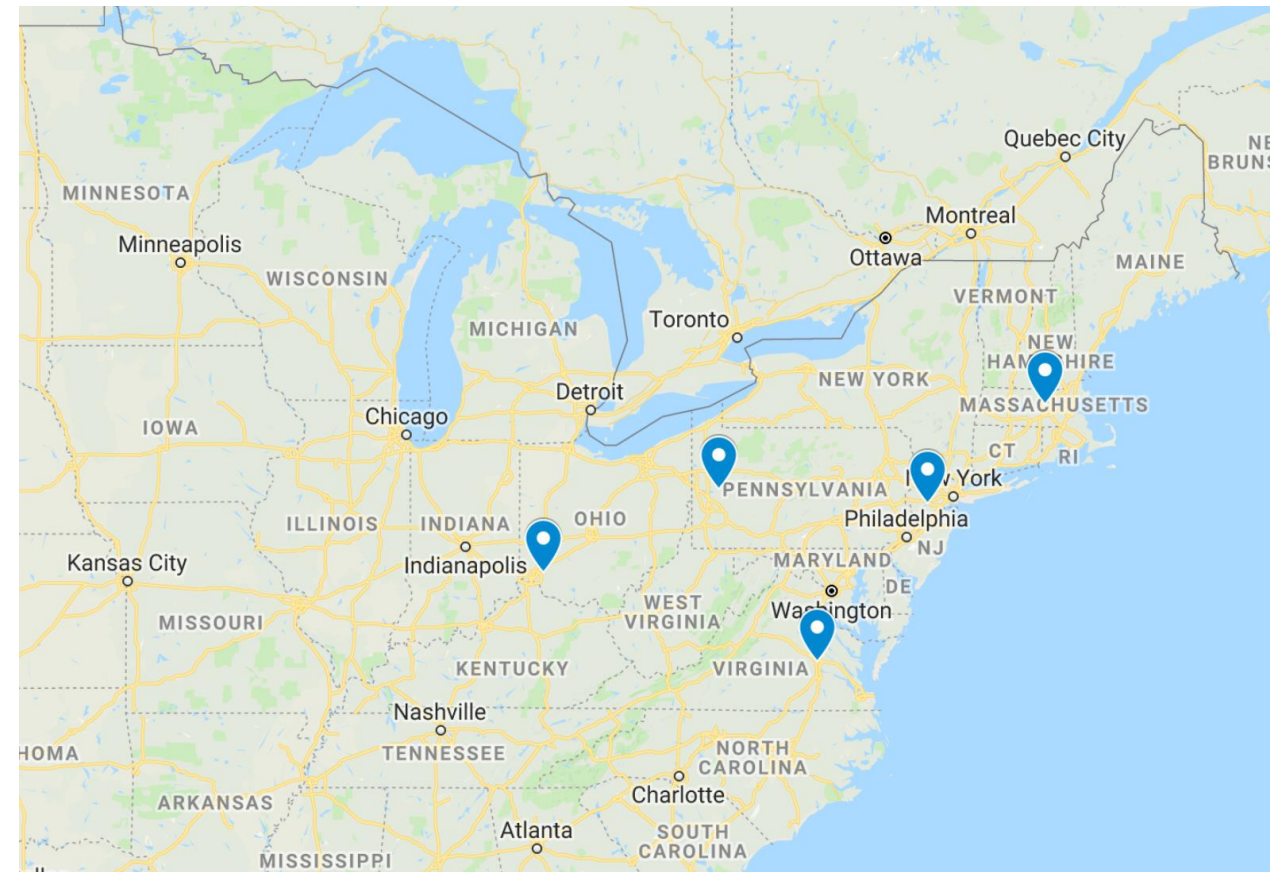 Quebec City
NE
BRUNS
MINNESOTA
Montreal
Minneapolis
Ottawa
MAINE
WISCONSIN
VERMONT
Toronto
MICHIGAN
NEW
HAMPSHIRE
NEW YORK
Detroit
MASSACHUSETTS
Chicago
IOWA
CT
RI
New York
PENNSYLVANIA
ILLINOIS
INDIANA
OHIO
Philadelphia
NJ
Kansas City
Indianapolis
MARYLAND
DE
WEST
VIRGINIA
Washington
MISSOURI
KENTUCKY
VIRGINIA
Nashville
HOMA
TENNESSEE
NORTH
CAROLINA
Charlotte
ARKANSAS
Atlanta
SOUTH
CAROLINA
MISSISSIPPI